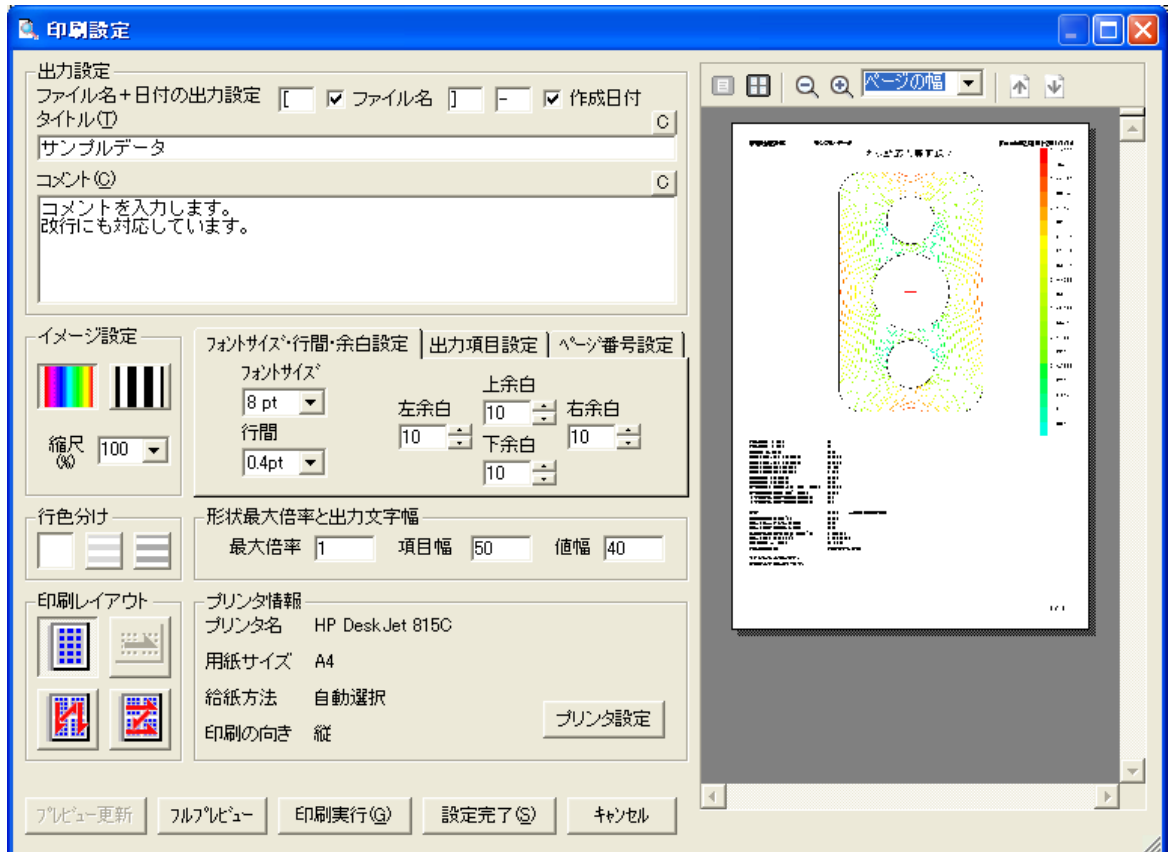 印刷設定
出力設定
ファイル名+日付の出力設定 [ ファイル名 ] - 作成日付
タイトル(T) C
サンプルデータ
コメント(C) C
コメントを入力します。
改行にも対応しています。
イメージ設定
縮尺(%) 100
フォントサイズ・行間・余白設定 出力項目設定 ページ番号設定
フォントサイズ
8 pt
行間
0.4pt
上余白
10
左余白
10
右余白
10
下余白
10
行色分け
形状最大倍率と出力文字幅
最大倍率 1 項目幅 50 値幅 40
印刷レイアウト
プリンタ情報
プリンタ名 HP DeskJet 815C
用紙サイズ A4
給紙方法 自動選択
印刷の向き 縦
プリンタ設定
プレビュー更新 フルプレビュー 印刷実行(G) 設定完了(S) キャンセル
ページの幅